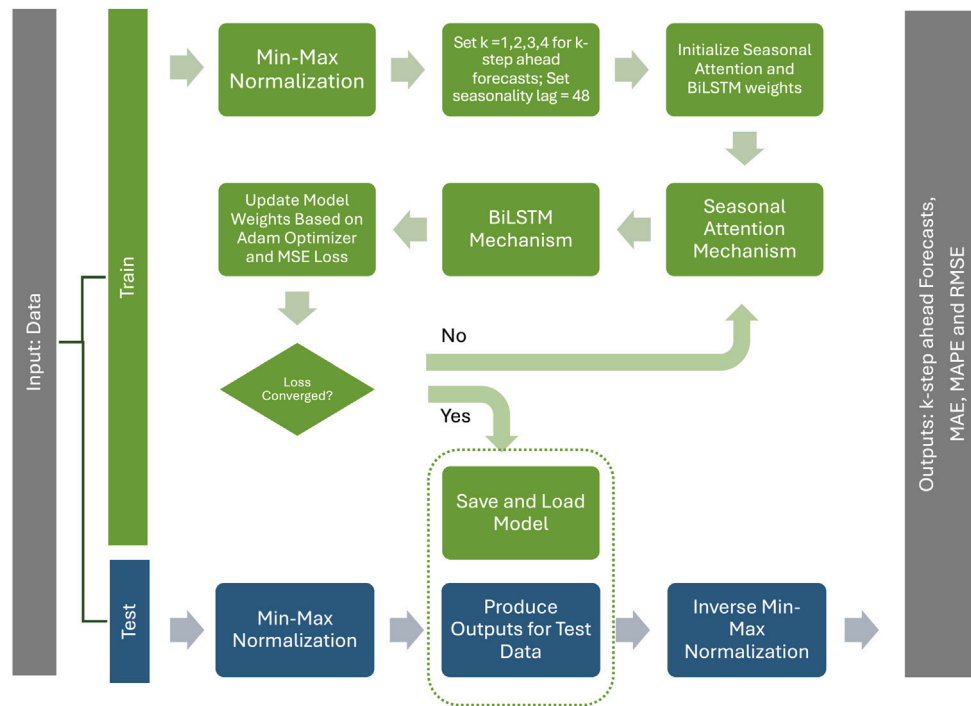 Input: Data
Train
Min-Max
Normalization
Set k =1,2,3,4 for k-
step ahead
forecasts; Set
seasonality lag = 48
Initialize Seasonal
Attention and
BiLSTM weights
Update Model
Weights Based on
Adam Optimizer
and MSE Loss
BiLSTM
Mechanism
Seasonal
Attention
Mechanism
Loss
Converged?
No
Yes
Save and Load
Model
Test
Min-Max
Normalization
Produce
Outputs for Test
Data
Inverse Min-
Max
Normalization
Outputs: k-step ahead Forecasts,
MAE, MAPE and RMSE